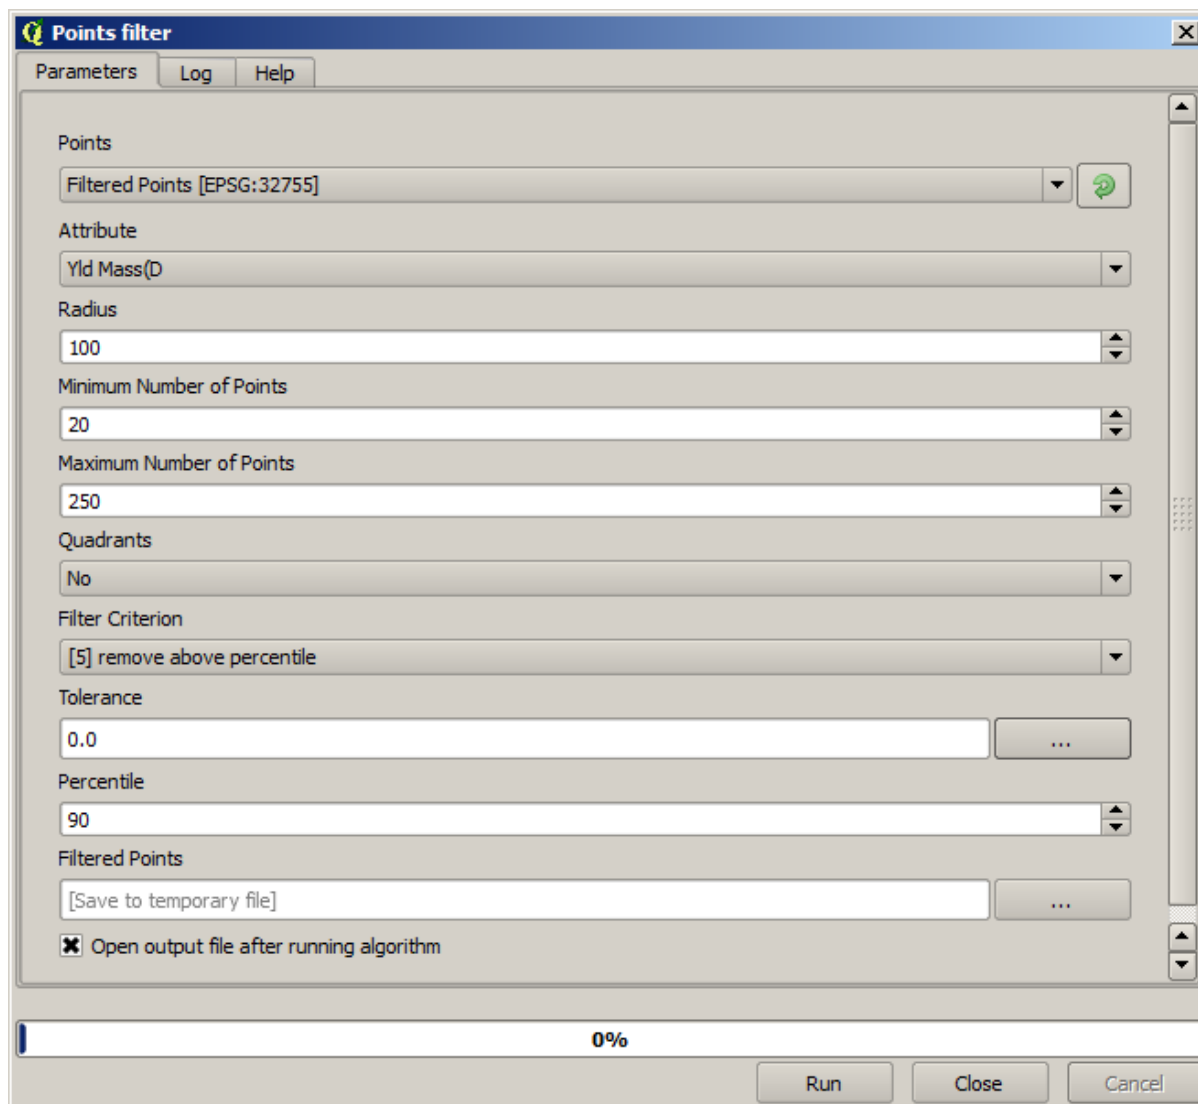 Points filter
Parameters Log Help
Points
Filtered Points [EPSG:32755]
Attribute
Yld Mass(D
Radius
100
Minimum Number of Points
20
Maximum Number of Points
250
Quadrants
No
Filter Criterion
[5] remove above percentile
Tolerance
0.0 ...
Percentile
90
Filtered Points
[Save to temporary file] ...
Open output file after running algorithm
0%
Run Close Cancel